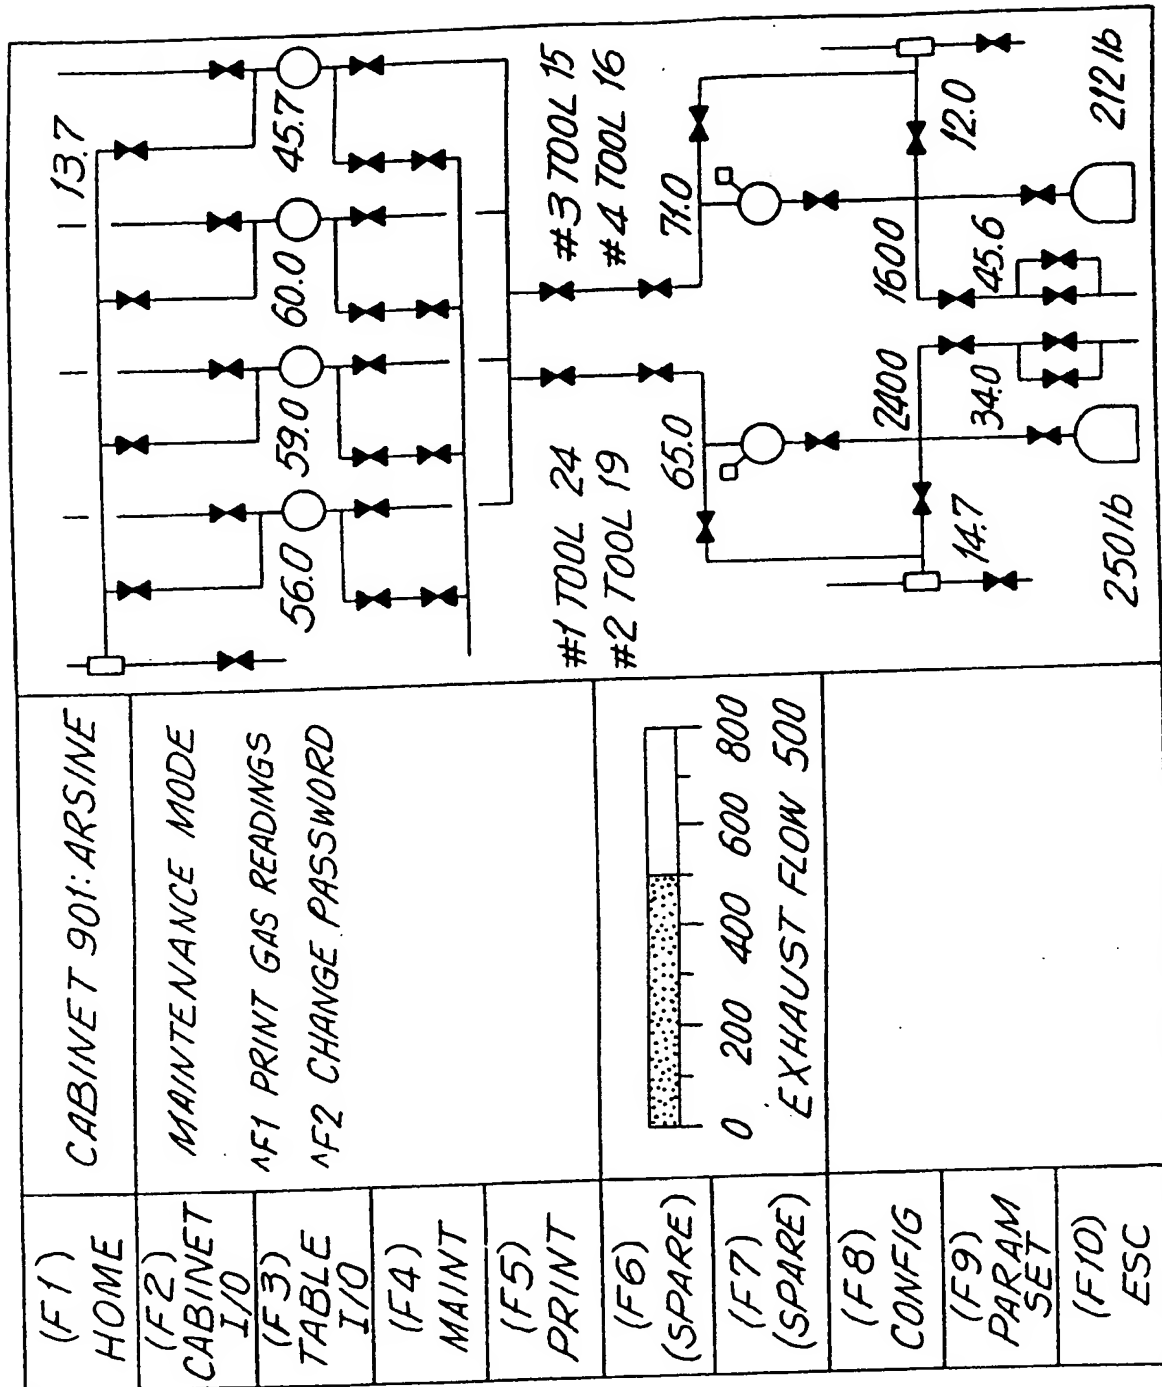 (F1)
HOME
(F2)
CABINET
I/O
(F3)
TABLE
I/O
(F4)
MAINT
(F5)
PRINT
(F6)
(SPARE)
(F7)
(SPARE)
(F8)
CONFIG
(F9)
PARAM
SET
(F10)
ESC
CABINET 901: ARSINE
MAINTENANCE MODE
^F1 PRINT GAS READINGS
^F2 CHANGE PASSWORD
0 200 400 600 800
EXHAUST FLOW 500
13.7
56.0 59.0 60.0 45.7
#1 TOOL 24
#2 TOOL 19
#3 TOOL 15
#4 TOOL 16
65.0 71.0
2400 1600
14.7 34.0 45.6 12.0
250 lb 212 lb